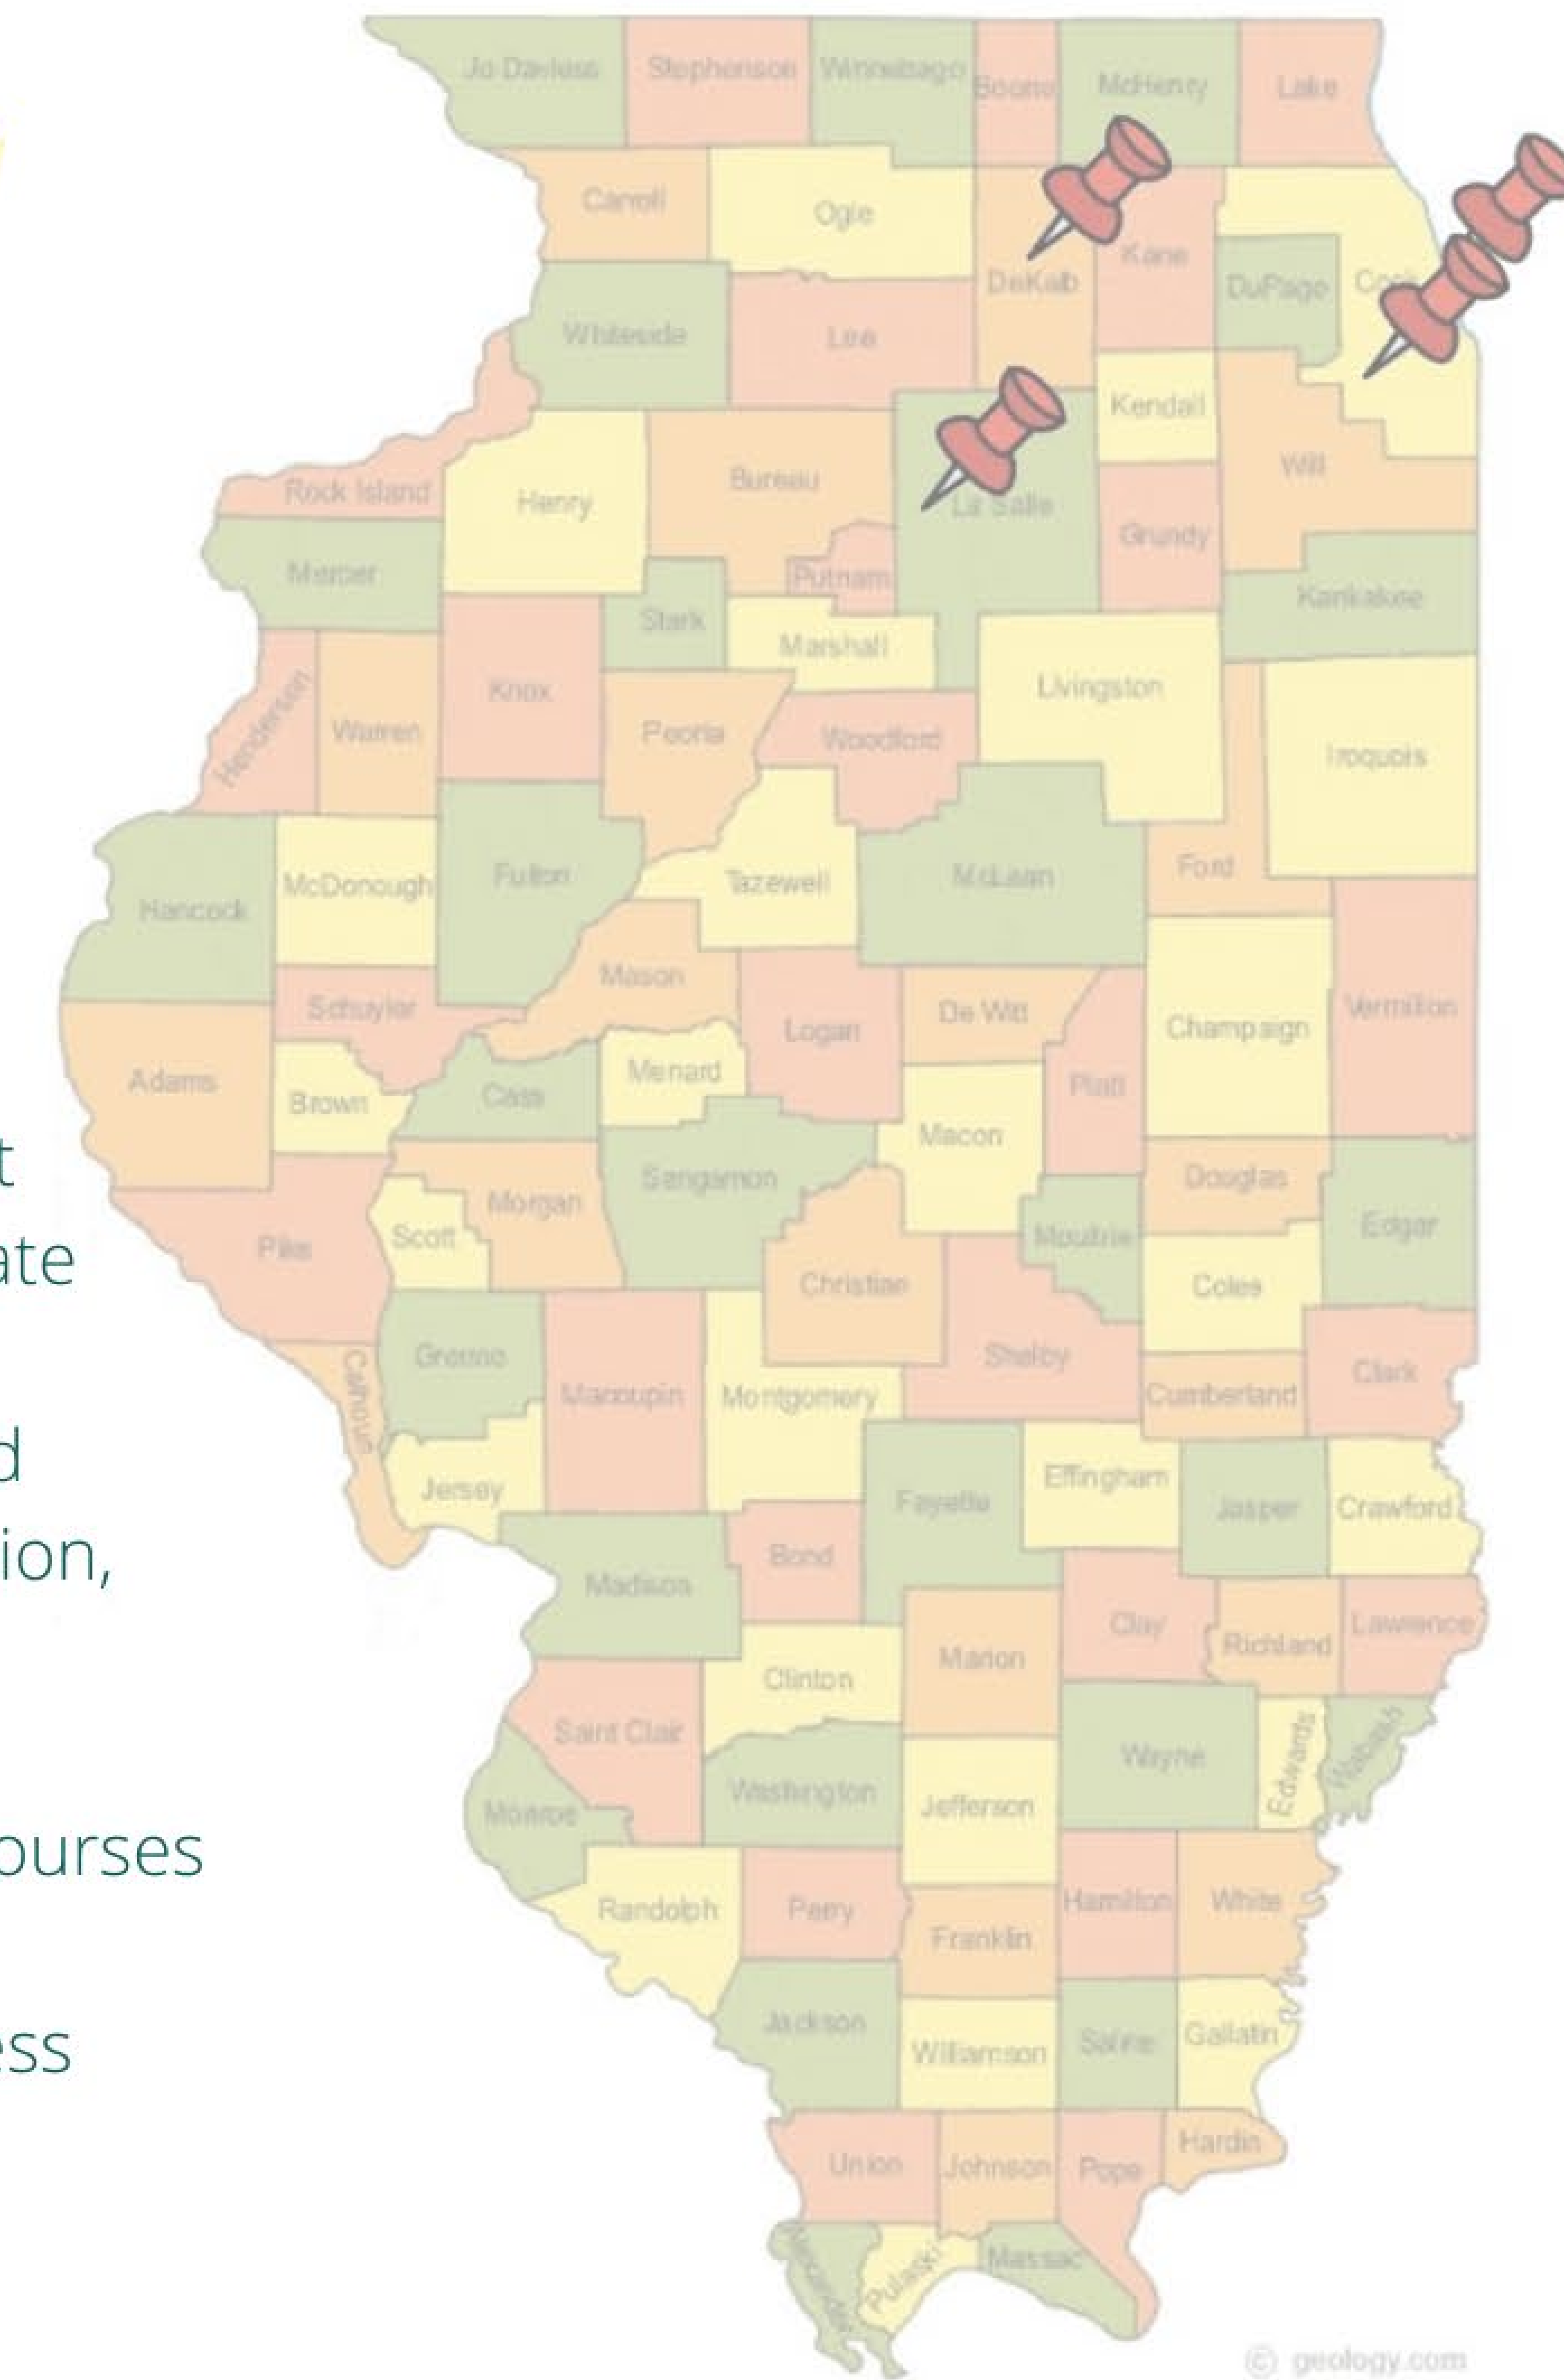 Jo Daviess Stephenson Winnebago Boone McHenry Lake
Carroll Ogle DeKalb Kane DuPage
Whiteside Lee Kendall
Rock Island Henry Bureau La Salle Will
Mercer Putnam Grundy Kankakee
Stark Marshall
Henderson Warren Knox Peoria Woodford Livingston Iroquois
Hancock McDonough Fulton Tazewell McLean Ford
Schuyler Mason Logan De Witt Champaign Vermilion
Adams Brown Cass Menard Piatt
Macon
Pike Scott Morgan Sangamon Moultrie Douglas Edgar
Christian Coles
Calhoun Greene Macoupin Montgomery Shelby Cumberland Clark
Jersey Fayette Effingham Jasper Crawford
Madison Bond
Clinton Marion Clay Richland Lawrence
Saint Clair
Monroe Washington Jefferson Wayne Edwards Wabash
Randolph Perry Franklin Hamilton White
Jackson Williamson Saline Gallatin
Union Johnson Pope Hardin
Alexander Pulaski Massac
t
ate
d
ion,
ourses
ess
© geology.com